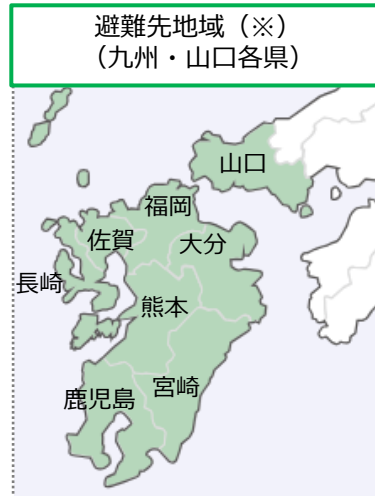 避難先地域（※）
（九州・山口各県）
山口
福岡
佐賀
大分
長崎
熊本
宮崎
鹿児島